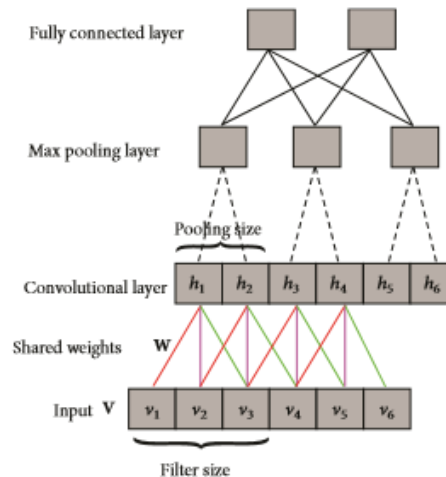 Fully connected layer
Max pooling layer
Pooling size
Convolutional layer h₁ h₂ h₃ h₄ h₅ h₆
Shared weights W
Input V v₁ v₂ v₃ v₄ v₅ v₆
Filter size